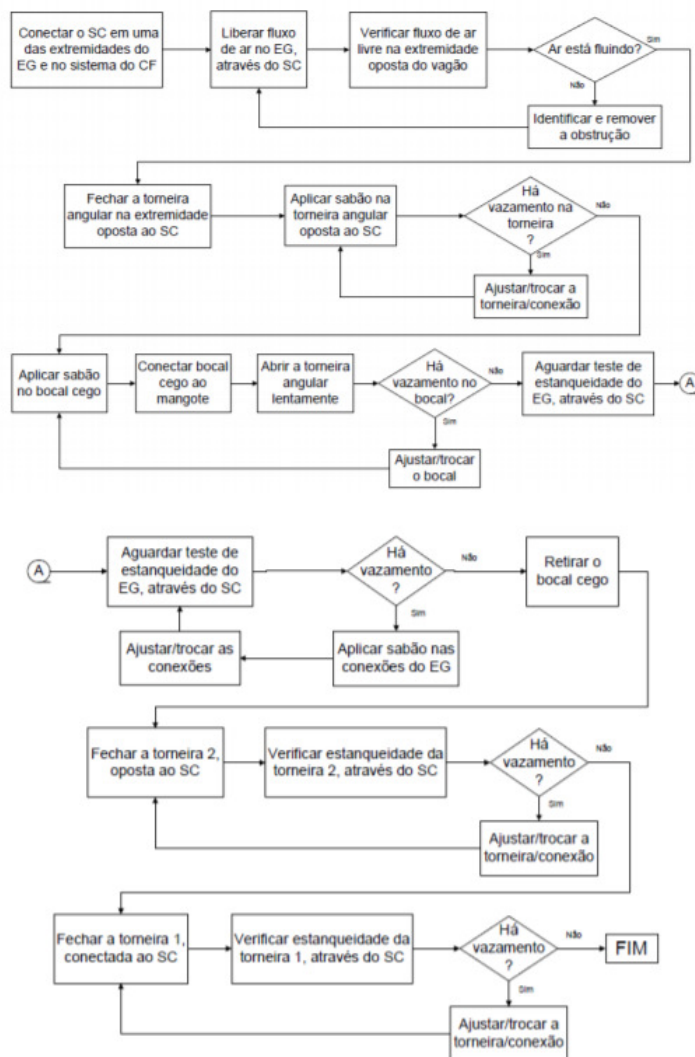 Conectar o SC em uma
das extremidades do
EG e no sistema do CF
Liberar fluxo
de ar no EG,
através do SC
Verificar fluxo de ar
livre na extremidade
oposta do vagão
Ar está fluindo?
Sim
Não
Identificar e remover
a obstrução
Fechar a torneira
angular na extremidade
oposta ao SC
Aplicar sabão na
torneira angular
oposta ao SC
Há
vazamento na
torneira
?
Não
Sim
Ajustar/trocar a
torneira/conexão
Aplicar sabão
no bocal cego
Conectar bocal
cego ao
mangote
Abrir a torneira
angular
lentamente
Há
vazamento no
bocal?
Não
Sim
Ajustar/trocar
o bocal
Aguardar teste de
estanqueidade do
EG, através do SC
A
A
Aguardar teste de
estanqueidade do
EG, através do SC
Há
vazamento
?
Não
Sim
Retirar o
bocal cego
Ajustar/trocar as
conexões
Aplicar sabão nas
conexões do EG
Fechar a torneira 2,
oposta ao SC
Verificar estanqueidade da
torneira 2, através do SC
Há
vazamento
?
Não
Sim
Ajustar/trocar a
torneira/conexão
Fechar a torneira 1,
conectada ao SC
Verificar estanqueidade da
torneira 1, através do SC
Há
vazamento
?
Não
FIM
Sim
Ajustar/trocar a
torneira/conexão